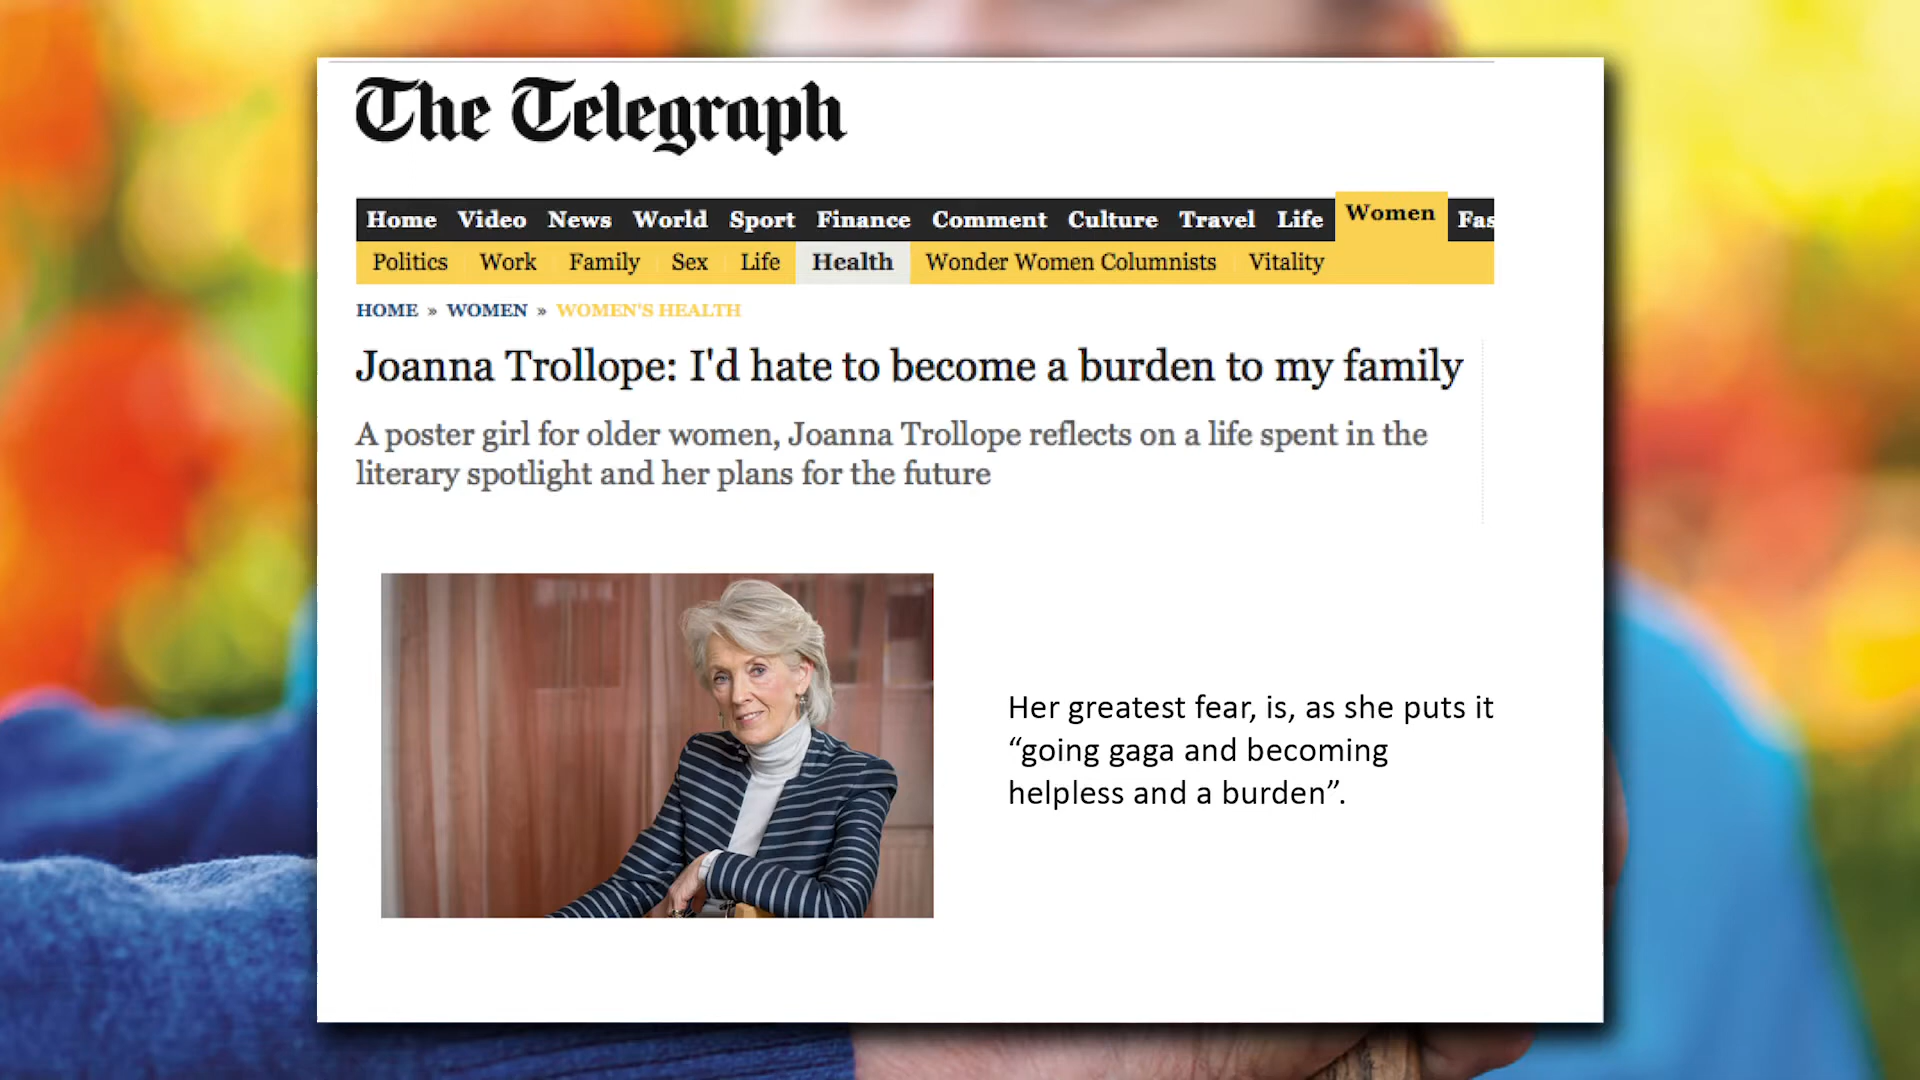 The Telegraph
Home Video News World Sport Finance Comment Culture Travel Life Women Fas
Politics Work Family Sex Life Health Wonder Women Columnists Vitality
HOME » WOMEN » WOMEN'S HEALTH
Joanna Trollope: I'd hate to become a burden to my family
A poster girl for older women, Joanna Trollope reflects on a life spent in the
literary spotlight and her plans for the future
Her greatest fear, is, as she puts it
“going gaga and becoming
helpless and a burden”.